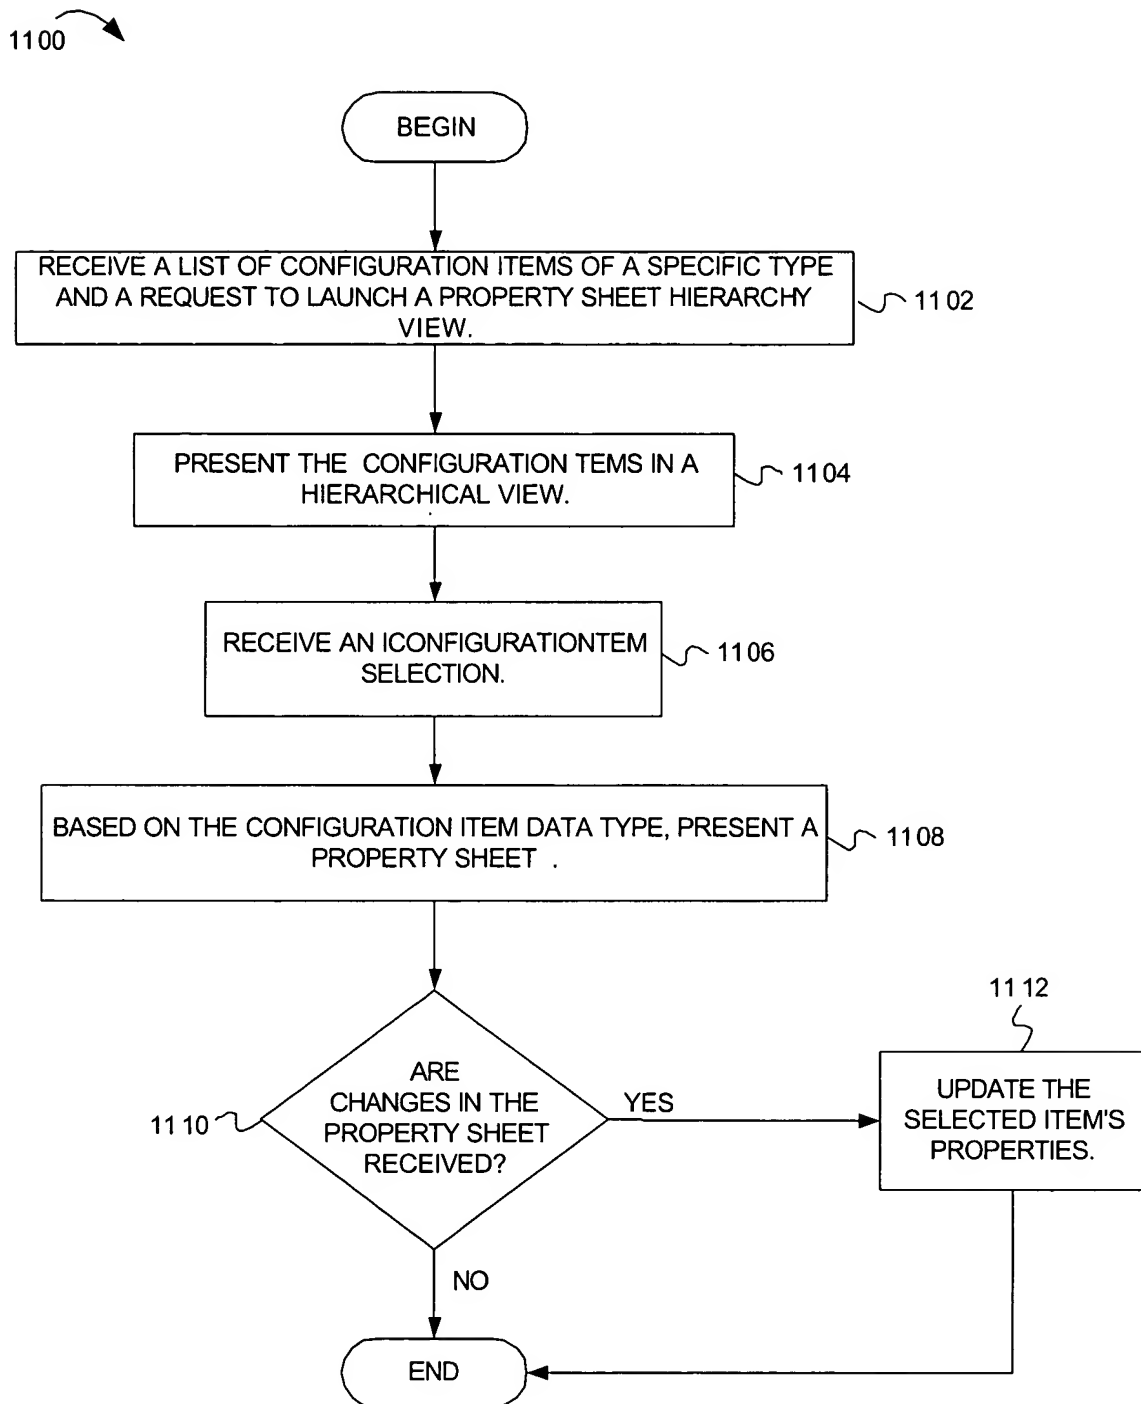 1100
BEGIN
RECEIVE A LIST OF CONFIGURATION ITEMS OF A SPECIFIC TYPE
AND A REQUEST TO LAUNCH A PROPERTY SHEET HIERARCHY
VIEW.
1102
PRESENT THE CONFIGURATION TEMS IN A
HIERARCHICAL VIEW.
1104
RECEIVE AN ICONFIGURATIONTEM
SELECTION.
1106
BASED ON THE CONFIGURATION ITEM DATA TYPE, PRESENT A
PROPERTY SHEET .
1108
ARE
CHANGES IN THE
PROPERTY SHEET
RECEIVED?
1110
YES
1112
UPDATE THE
SELECTED ITEM'S
PROPERTIES.
NO
END